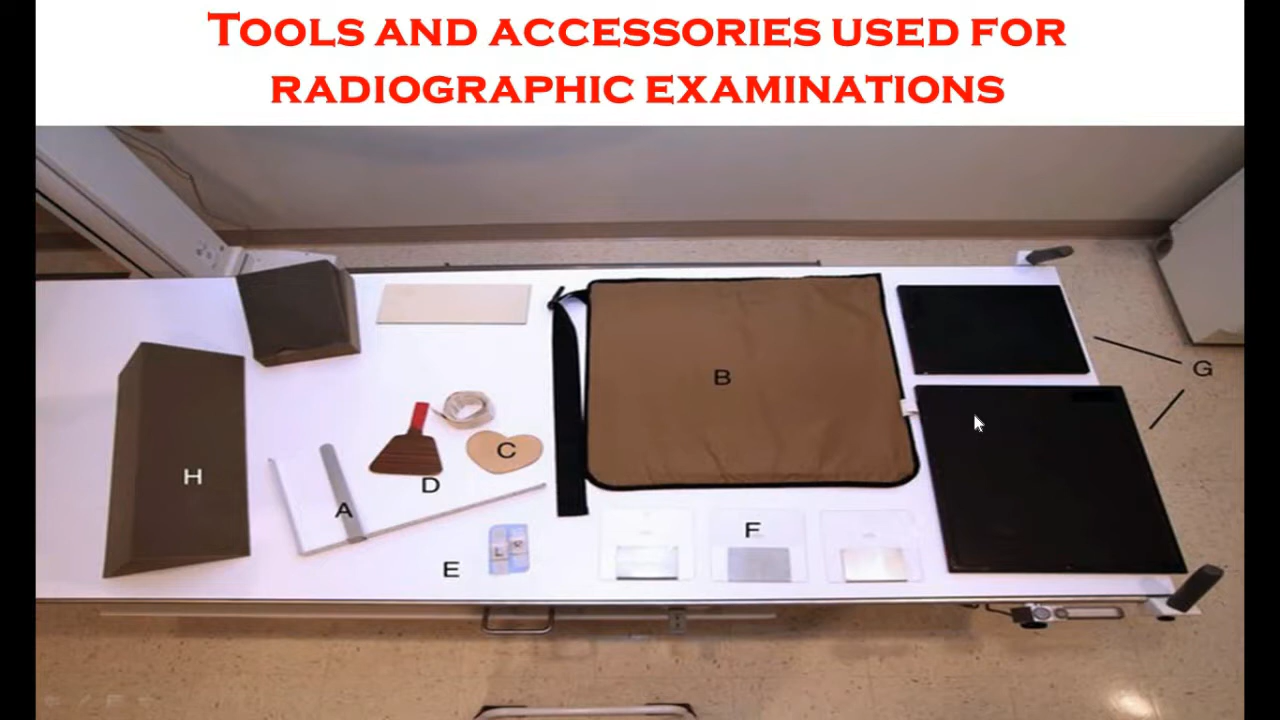 TOOLS AND ACCESSORIES USED FOR
RADIOGRAPHIC EXAMINATIONS
B
G
C
H
D
A
F
E